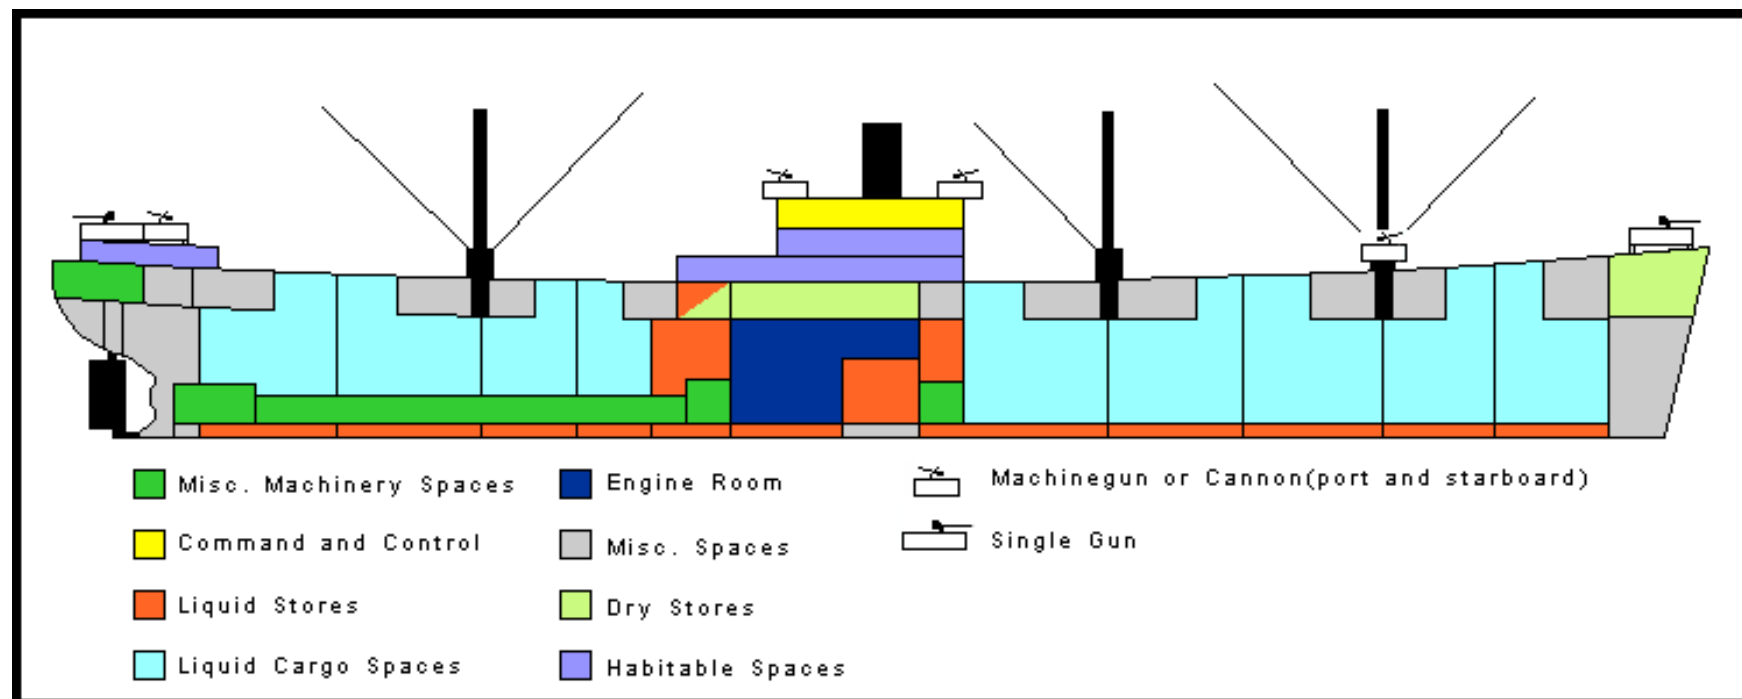 Misc. Machinery Spaces
Engine Room
Machinegun or Cannon(port and starboard)
Command and Control
Misc. Spaces
Single Gun
Liquid Stores
Dry Stores
Liquid Cargo Spaces
Habitable Spaces